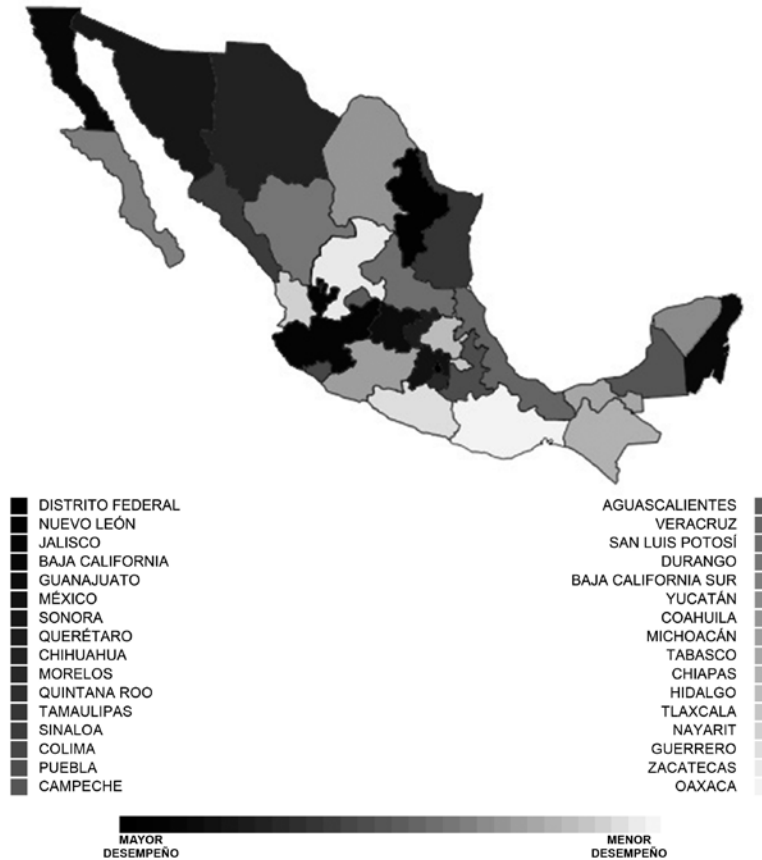 DISTRITO FEDERAL
NUEVO LEÓN
JALISCO
BAJA CALIFORNIA
GUANAJUATO
MÉXICO
SONORA
QUERÉTARO
CHIHUAHUA
MORELOS
QUINTANA ROO
TAMAULIPAS
SINALOA
COLIMA
PUEBLA
CAMPECHE
AGUASCALIENTES
VERACRUZ
SAN LUIS POTOSÍ
DURANGO
BAJA CALIFORNIA SUR
YUCATÁN
COAHUILA
MICHOACÁN
TABASCO
CHIAPAS
HIDALGO
TLAXCALA
NAYARIT
GUERRERO
ZACATECAS
OAXACA
MAYOR
DESEMPEÑO
MENOR
DESEMPEÑO